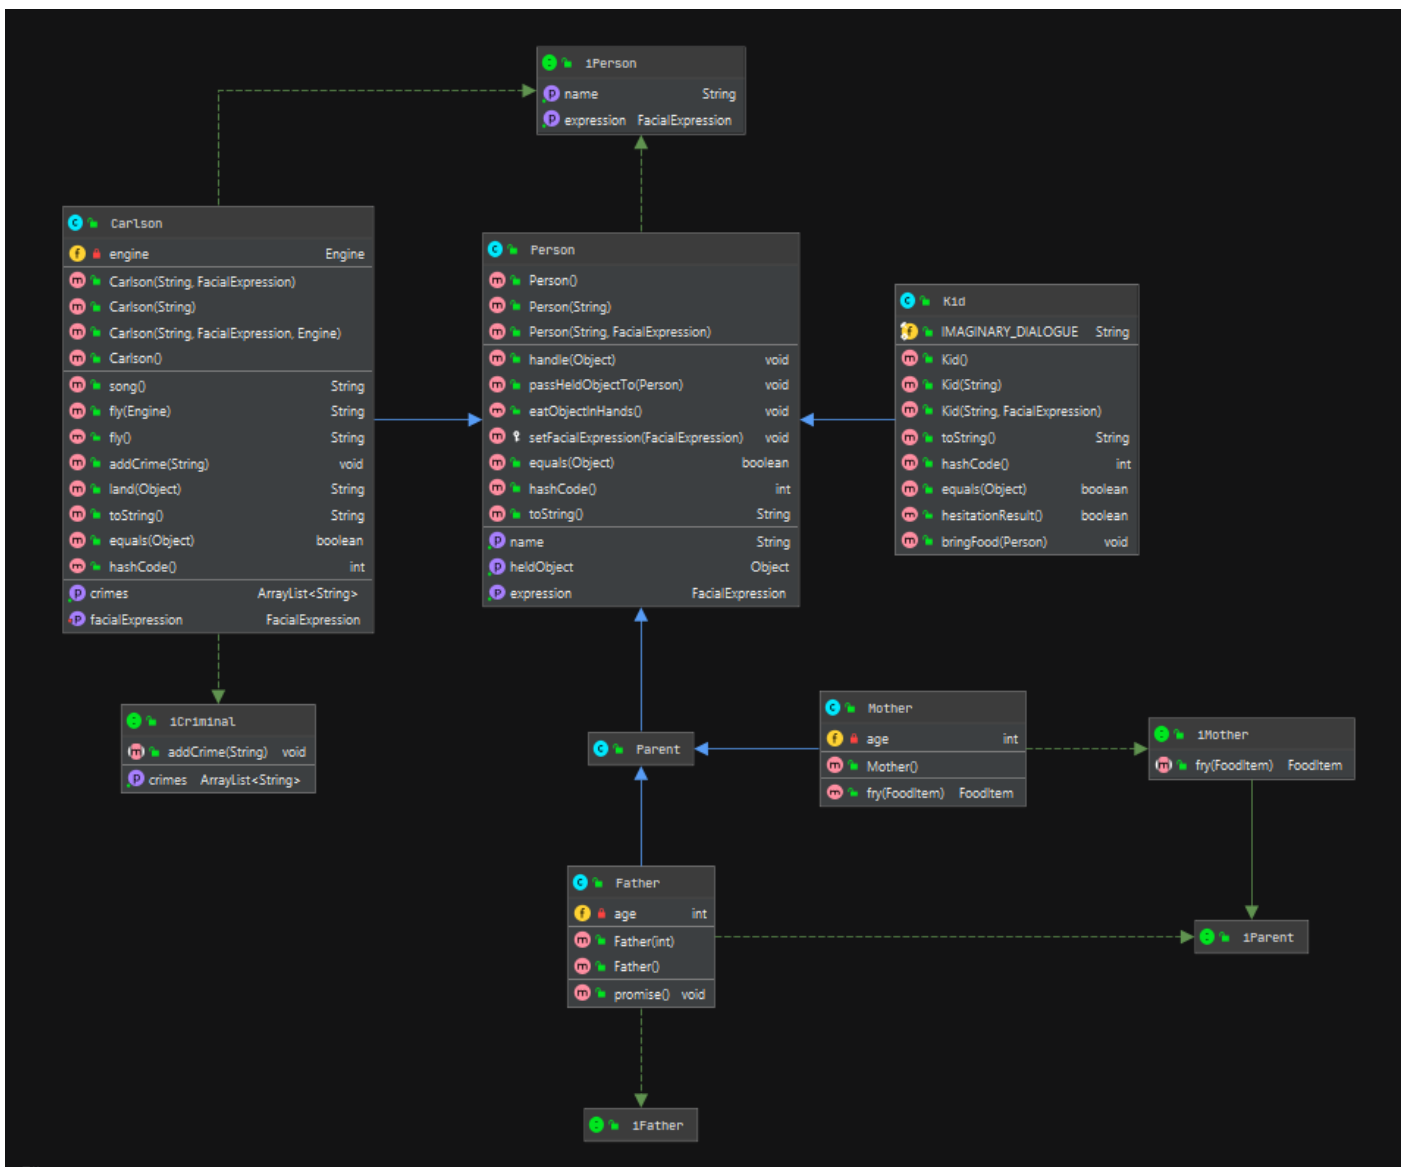 iPerson
name String
expression FacialExpression
Carlson
engine Engine
Carlson(String, FacialExpression)
Carlson(String)
Carlson(String, FacialExpression, Engine)
Carlson()
song() String
fly(Engine) String
fly() String
addCrime(String) void
land(Object) String
toString() String
equals(Object) boolean
hashCode() int
crimes ArrayList<String>
facialExpression FacialExpression
Person
Person()
Person(String)
Person(String, FacialExpression)
handle(Object) void
passHeldObjectTo(Person) void
eatObjectInHands() void
setFacialExpression(FacialExpression) void
equals(Object) boolean
hashCode() int
toString() String
name String
heldObject Object
expression FacialExpression
Kid
IMAGINARY_DIALOGUE String
Kid()
Kid(String)
Kid(String, FacialExpression)
toString() String
hashCode() int
equals(Object) boolean
hesitationResult() boolean
bringFood(Person) void
iCriminal
addCrime(String) void
crimes ArrayList<String>
Parent
Mother
age int
Mother()
fry(FoodItem) FoodItem
iMother
fry(FoodItem) FoodItem
Father
age int
Father(int)
Father()
promise() void
iParent
iFather